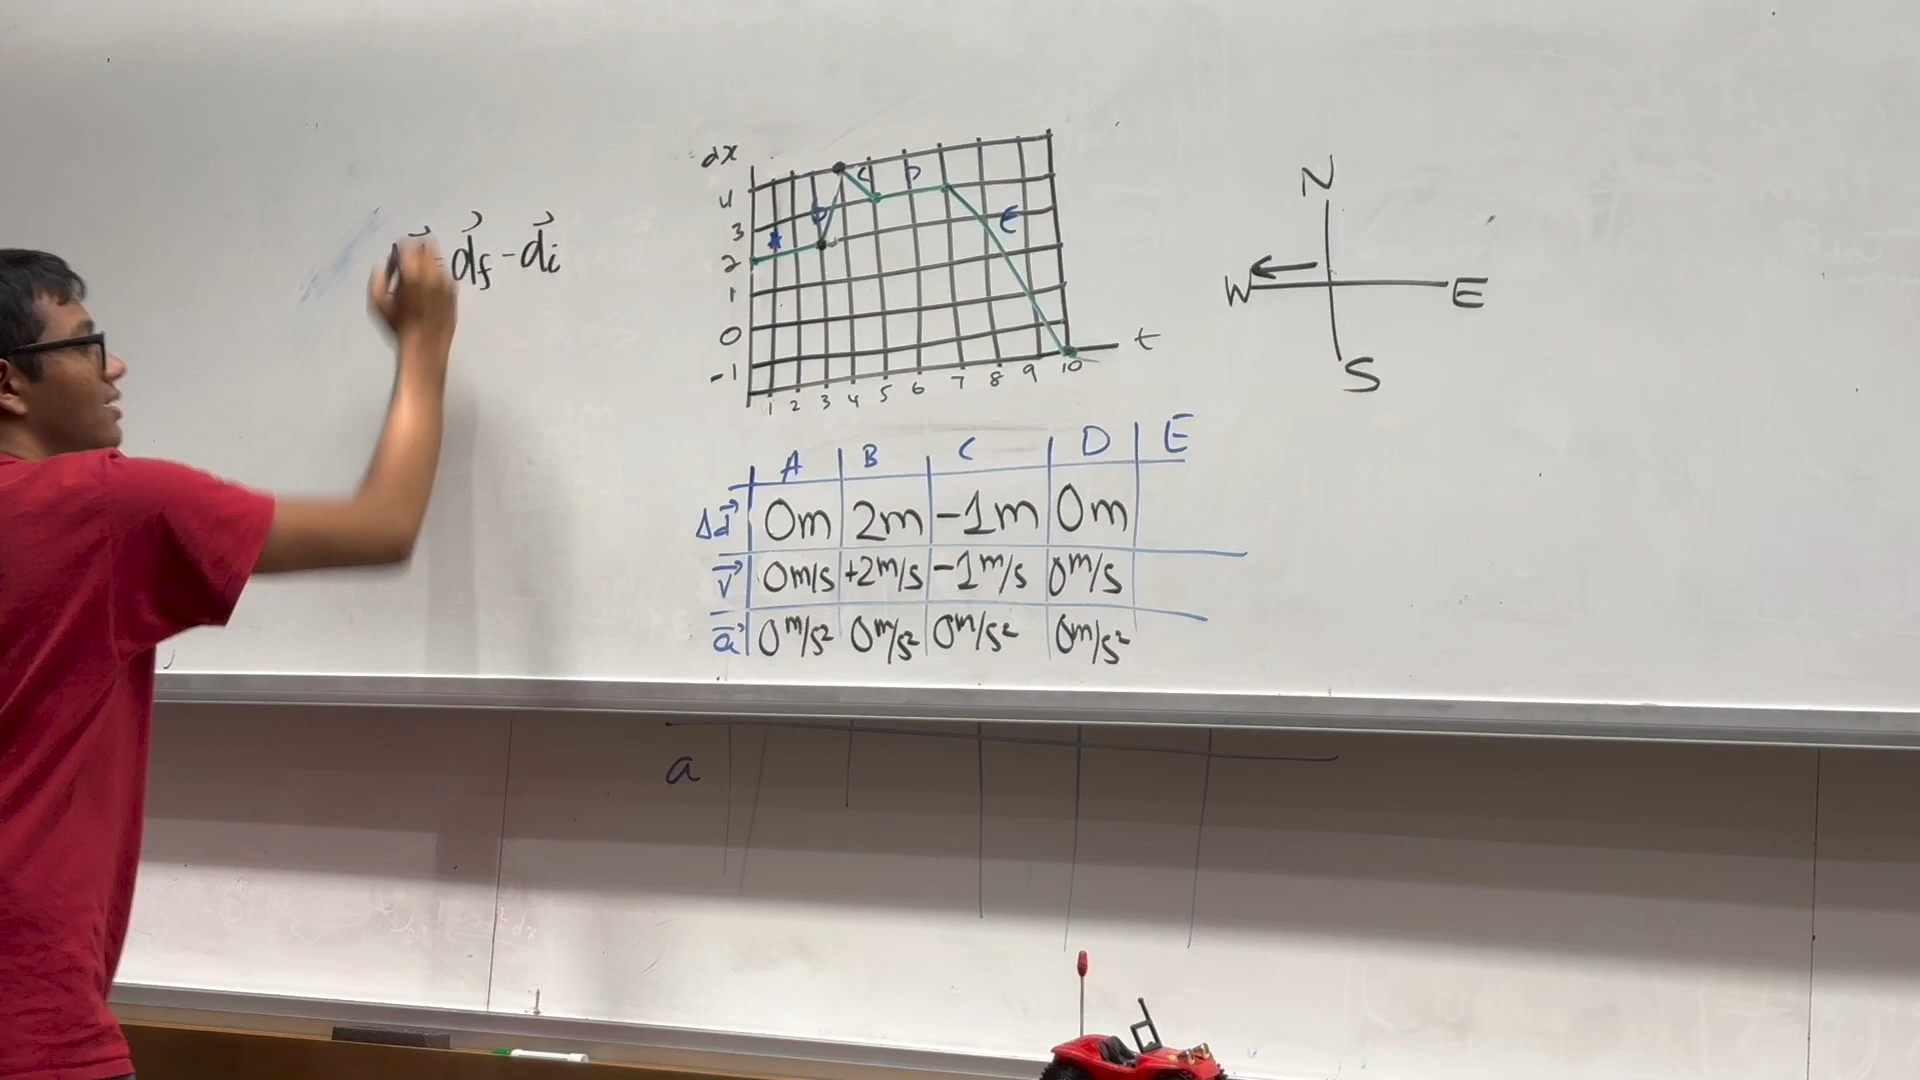 = d⃗f - d⃗i
dx
4
3
2
1
0
-1
A
B
C
D
E
t
1 2 3 4 5 6 7 8 9 10
N
W E
S
A B C D E
Δd⃗ 0m 2m -1m 0m
v⃗ 0m/s +2m/s -1m/s 0m/s
a⃗ 0m/s² 0m/s² 0m/s² 0m/s²
a